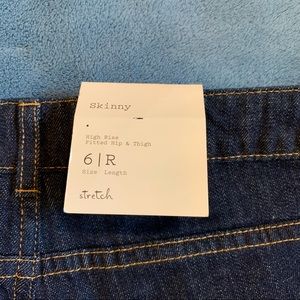 Skinny
High Rise
Fitted Hip & Thigh
6|R
Size Length
stretch